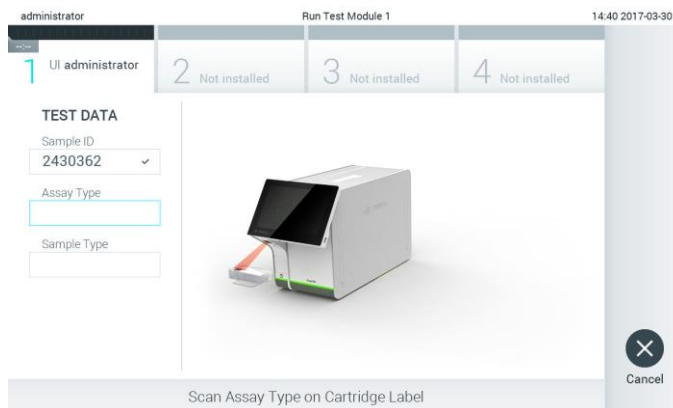 administrator Run Test Module 1 14:40 2017-03-30
--:--
1 UI administrator 2 Not installed 3 Not installed 4 Not installed
TEST DATA
Sample ID
2430362
Assay Type
Sample Type
Cancel
Scan Assay Type on Cartridge Label